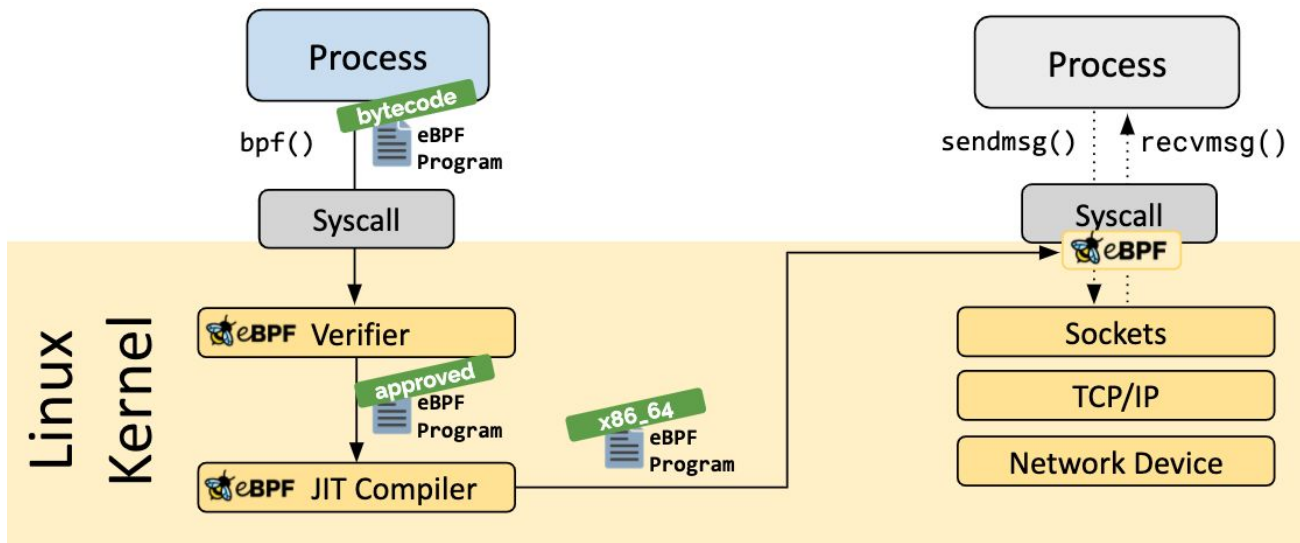 Process
bytecode
bpf()
eBPF
Program
Syscall
Process
sendmsg()
recvmsg()
Syscall
eBPF
Linux
Kernel
eBPF Verifier
approved
eBPF
Program
eBPF JIT Compiler
x86_64
eBPF
Program
Sockets
TCP/IP
Network Device